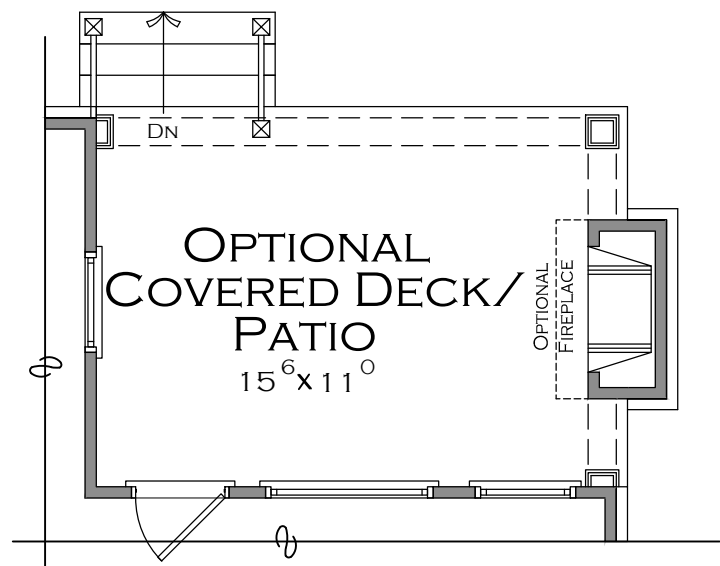 DN
OPTIONAL
COVERED DECK/
PATIO
15⁶x11⁰
OPTIONAL
FIREPLACE